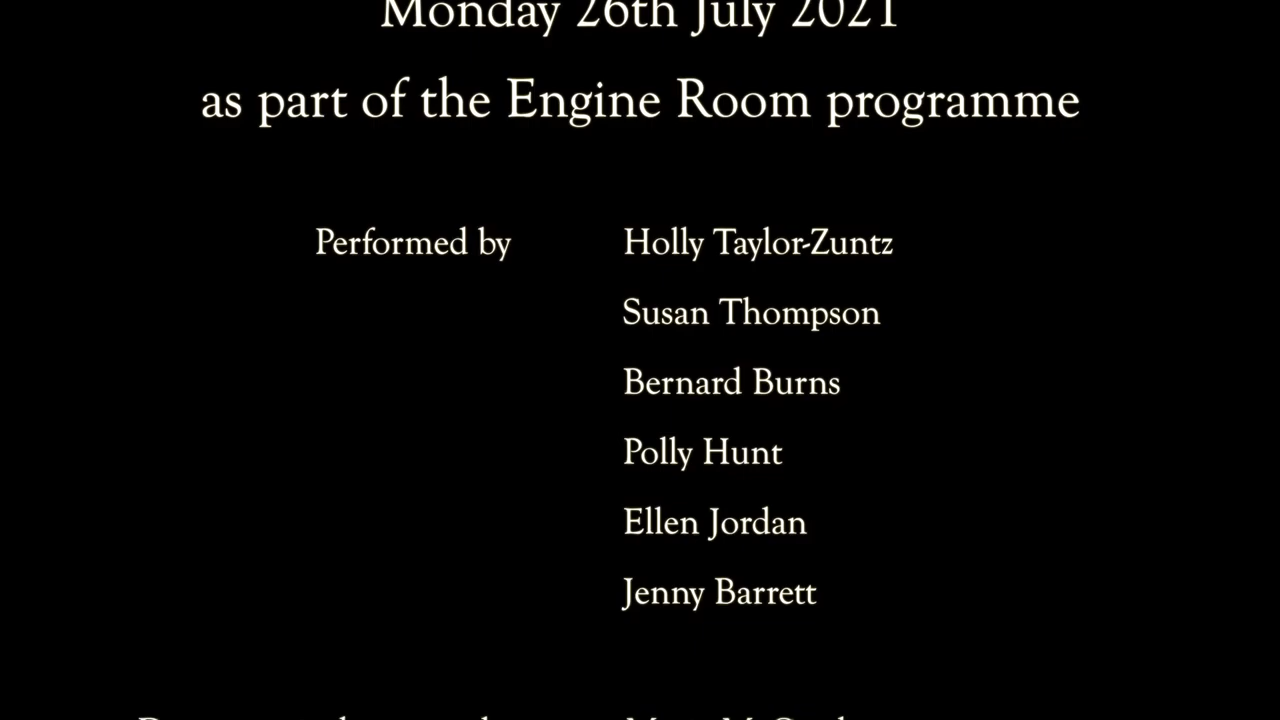 Monday 26th July 2021
as part of the Engine Room programme
Performed by Holly Taylor-Zuntz
Susan Thompson
Bernard Burns
Polly Hunt
Ellen Jordan
Jenny Barrett